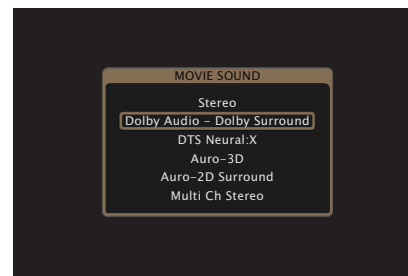 MOVIE SOUND
Stereo
Dolby Audio – Dolby Surround
DTS Neural:X
Auro-3D
Auro-2D Surround
Multi Ch Stereo